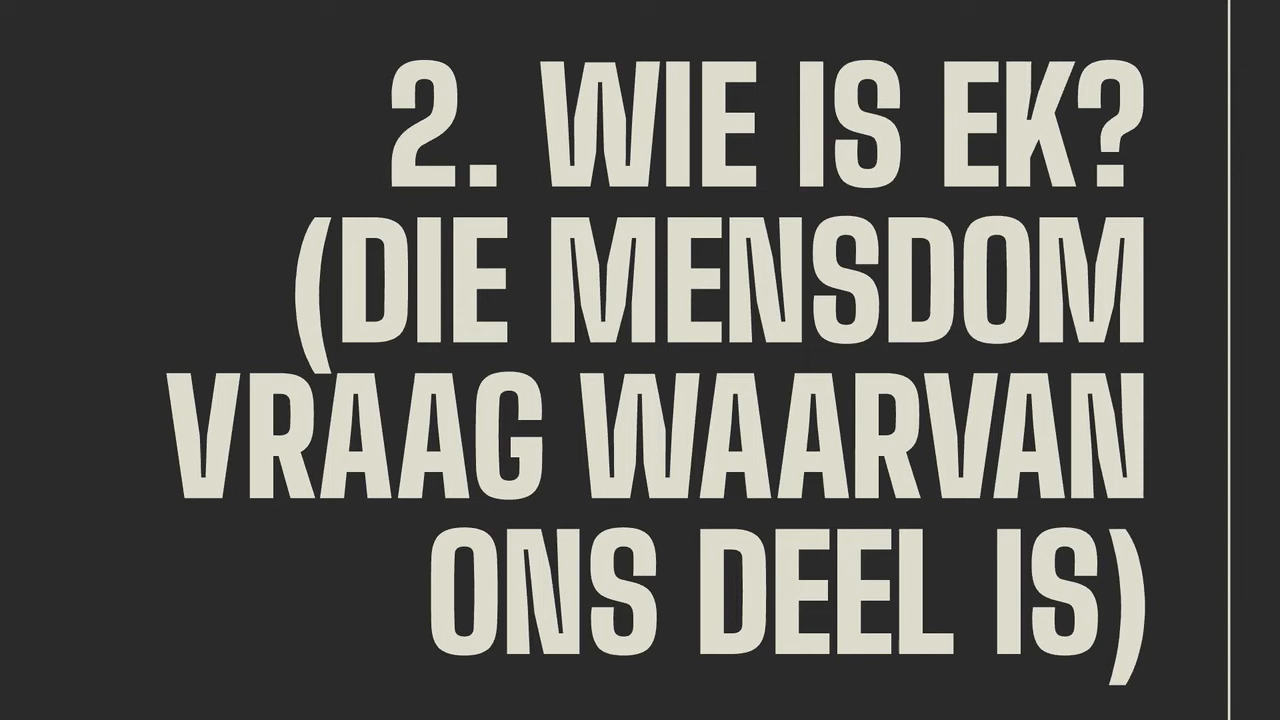 2. WIE IS EK?
(DIE MENSDOM
VRAAG WAARVAN
ONS DEEL IS)